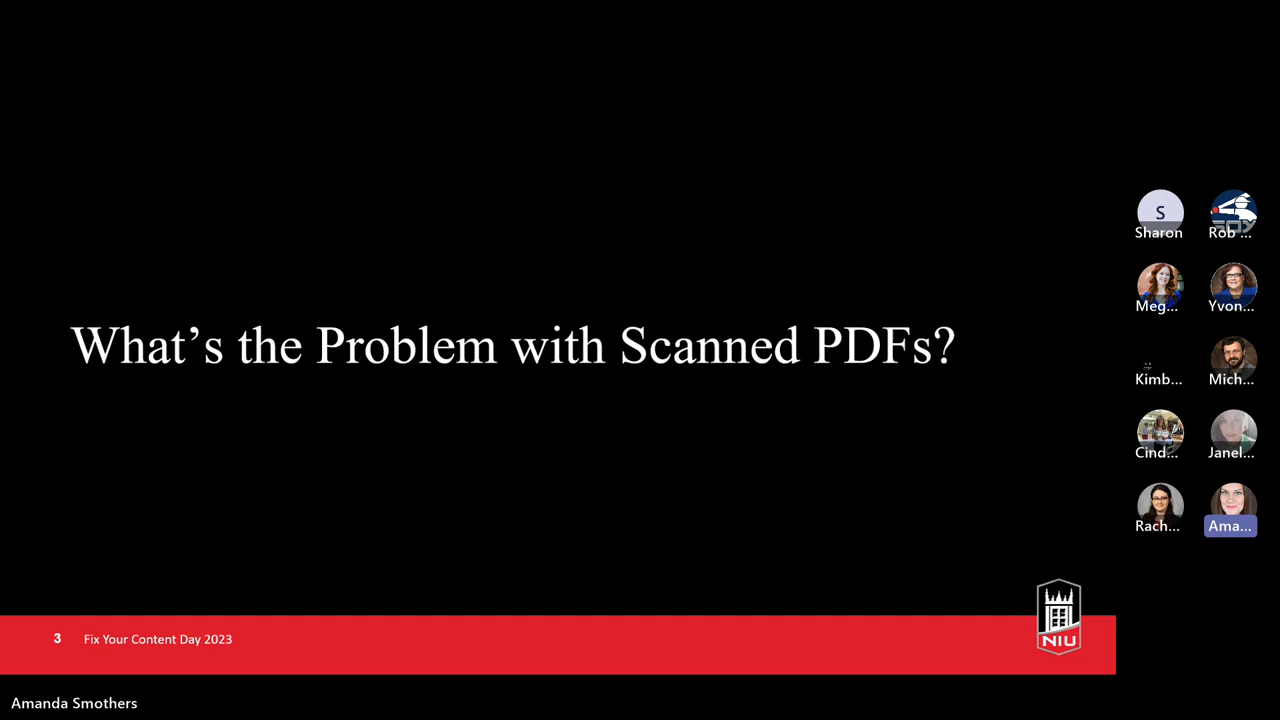 What's the Problem with Scanned PDFs?
S
Sharon
Rob ...
Meg...
Yvon...
Kimb...
Mich...
Cind...
Janel...
Rach...
Ama...
3 Fix Your Content Day 2023
NIU
Amanda Smothers